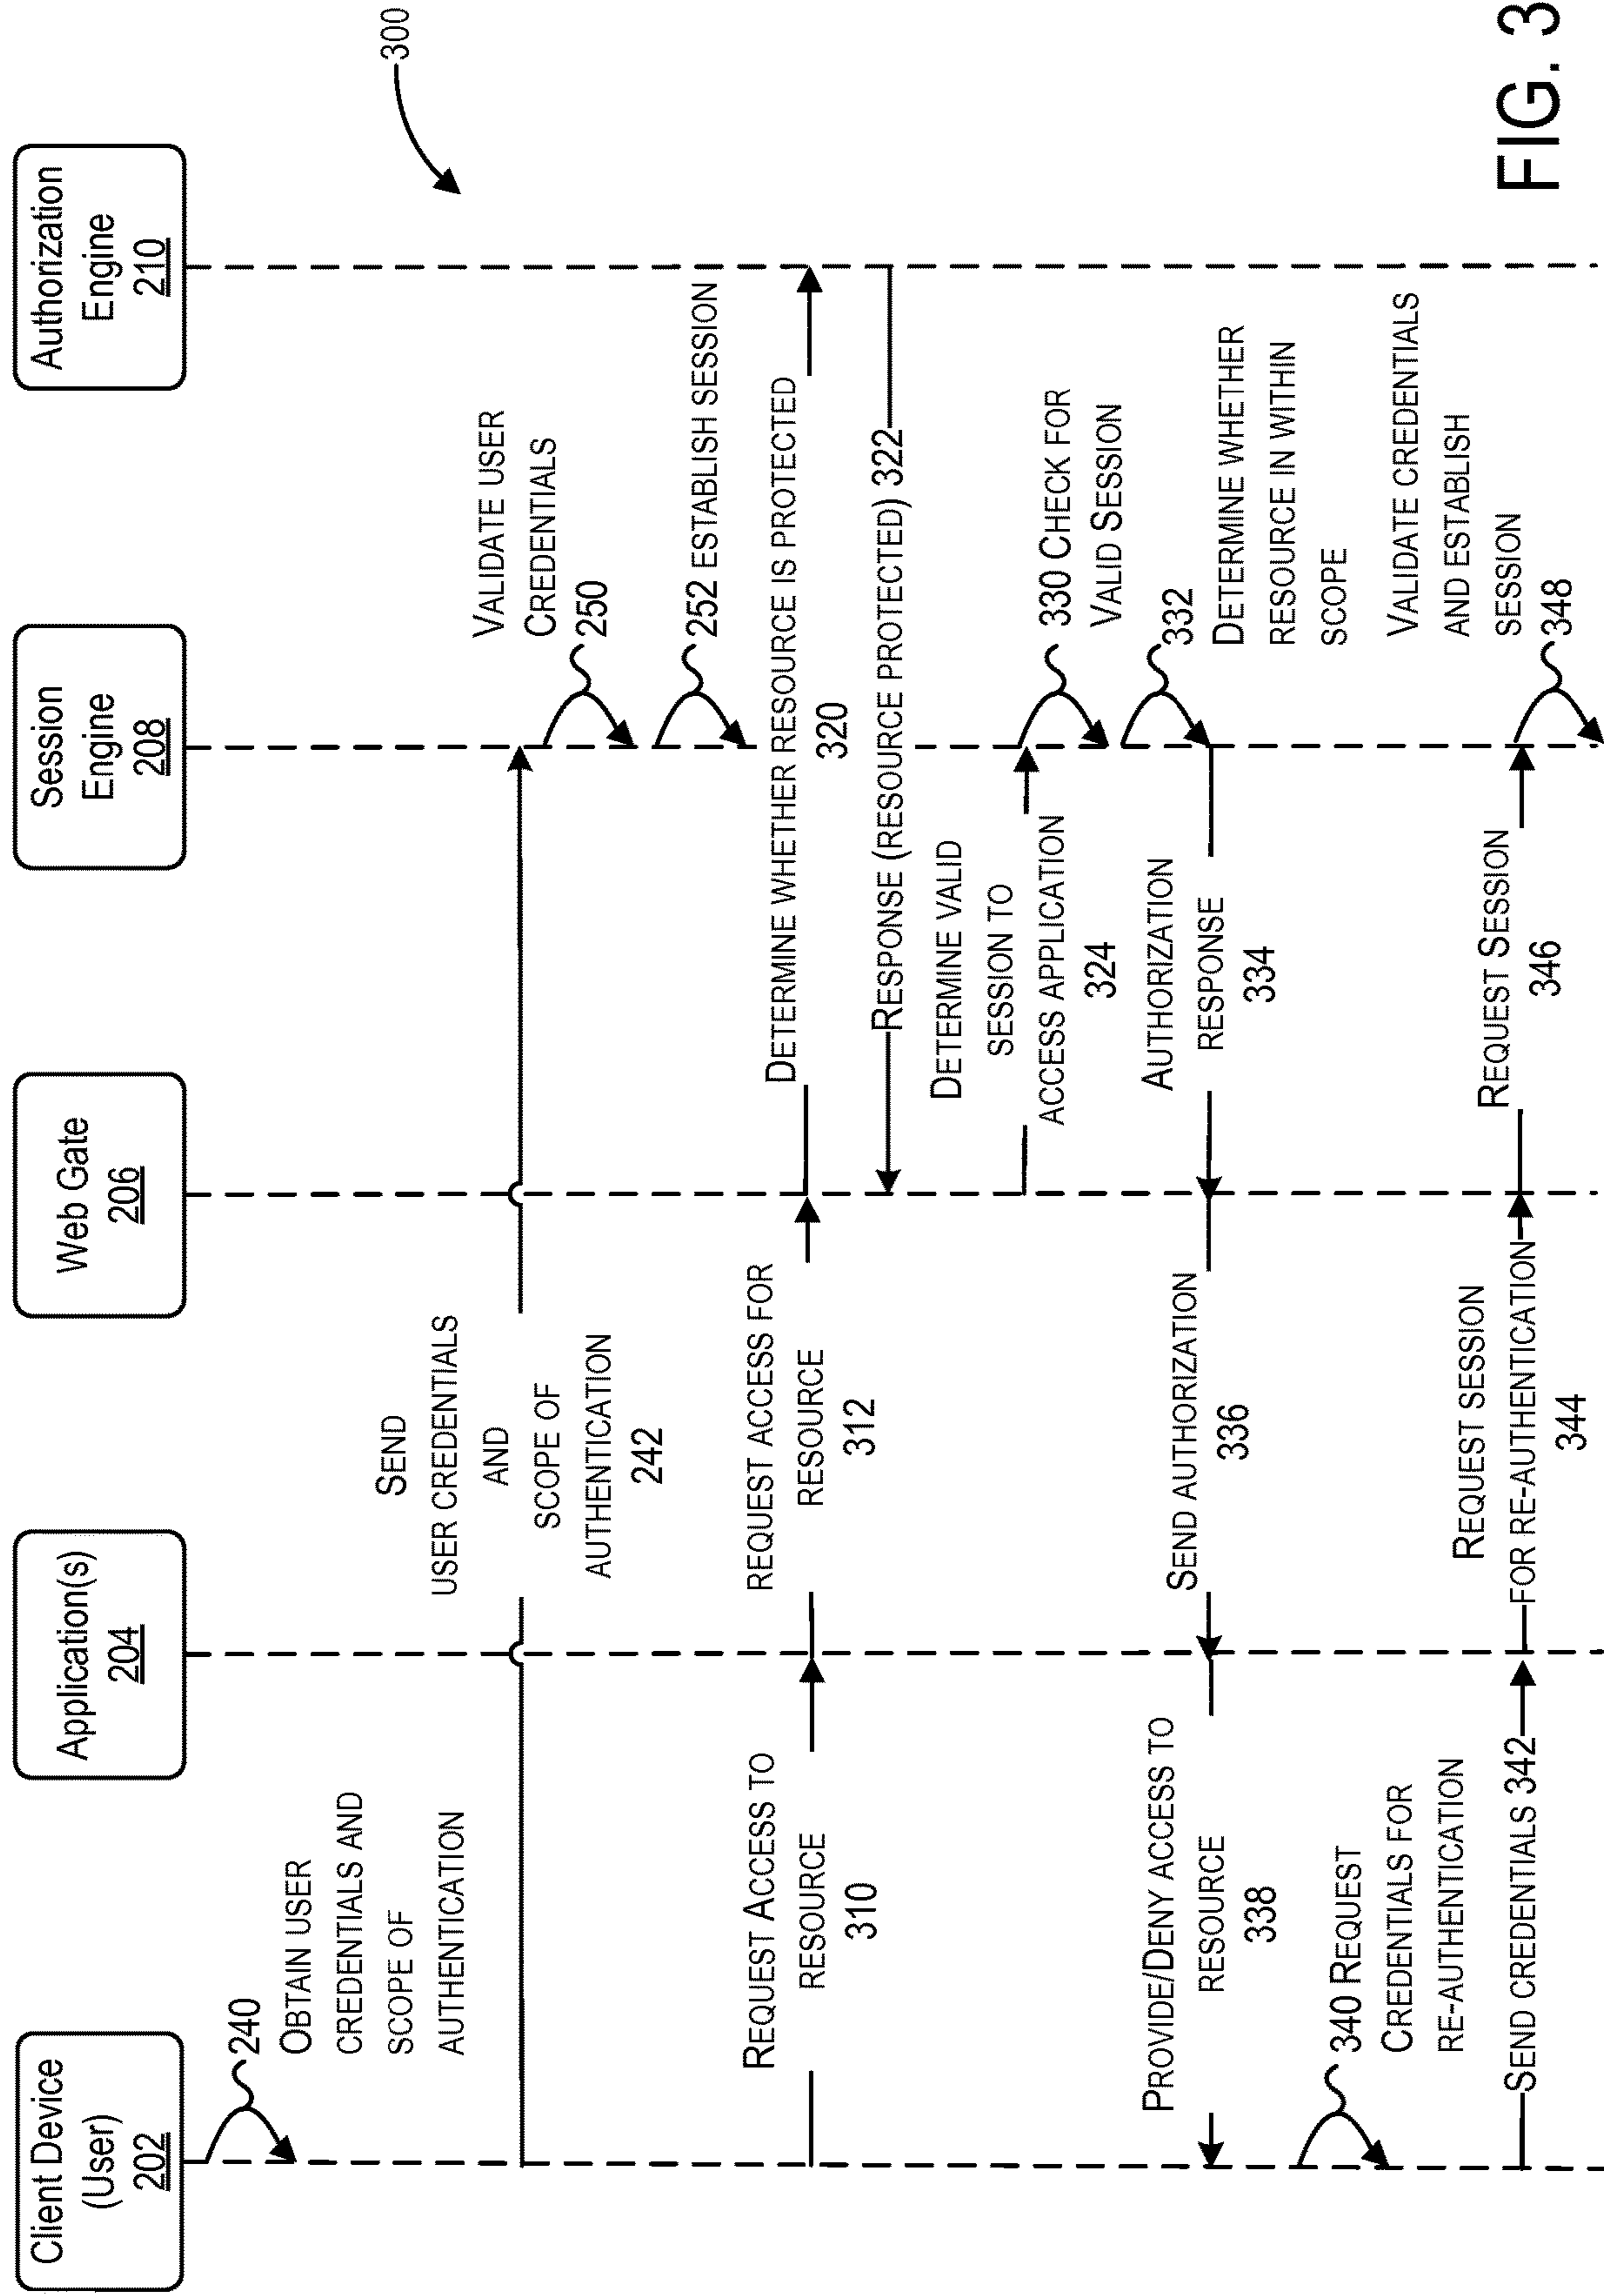 Client Device
(User)
202
Application(s)
204
Web Gate
206
Session
Engine
208
Authorization
Engine
210
300
240
OBTAIN USER
CREDENTIALS AND
SCOPE OF
AUTHENTICATION
SEND
USER CREDENTIALS
AND
SCOPE OF
AUTHENTICATION
242
VALIDATE USER
CREDENTIALS
250
252 ESTABLISH SESSION
REQUEST ACCESS TO
RESOURCE
310
REQUEST ACCESS FOR
RESOURCE
312
DETERMINE WHETHER RESOURCE IS PROTECTED
320
RESPONSE (RESOURCE PROTECTED) 322
DETERMINE VALID
SESSION TO
ACCESS APPLICATION
324
330 CHECK FOR
VALID SESSION
332
DETERMINE WHETHER
RESOURCE IN WITHIN
SCOPE
AUTHORIZATION
RESPONSE
334
SEND AUTHORIZATION
336
PROVIDE/DENY ACCESS TO
RESOURCE
338
340 REQUEST
CREDENTIALS FOR
RE-AUTHENTICATION
SEND CREDENTIALS 342
REQUEST SESSION
FOR RE-AUTHENTICATION
344
REQUEST SESSION
346
VALIDATE CREDENTIALS
AND ESTABLISH
SESSION
348
FIG. 3